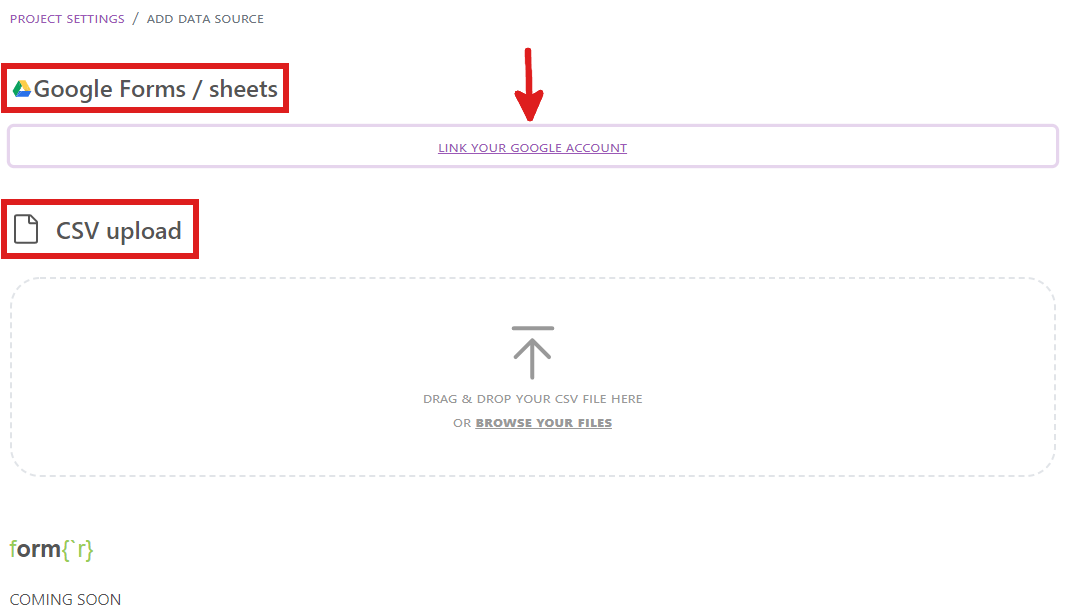 PROJECT SETTINGS / ADD DATA SOURCE
Google Forms / sheets
LINK YOUR GOOGLE ACCOUNT
CSV upload
DRAG & DROP YOUR CSV FILE HERE
OR BROWSE YOUR FILES
form{`r}
COMING SOON